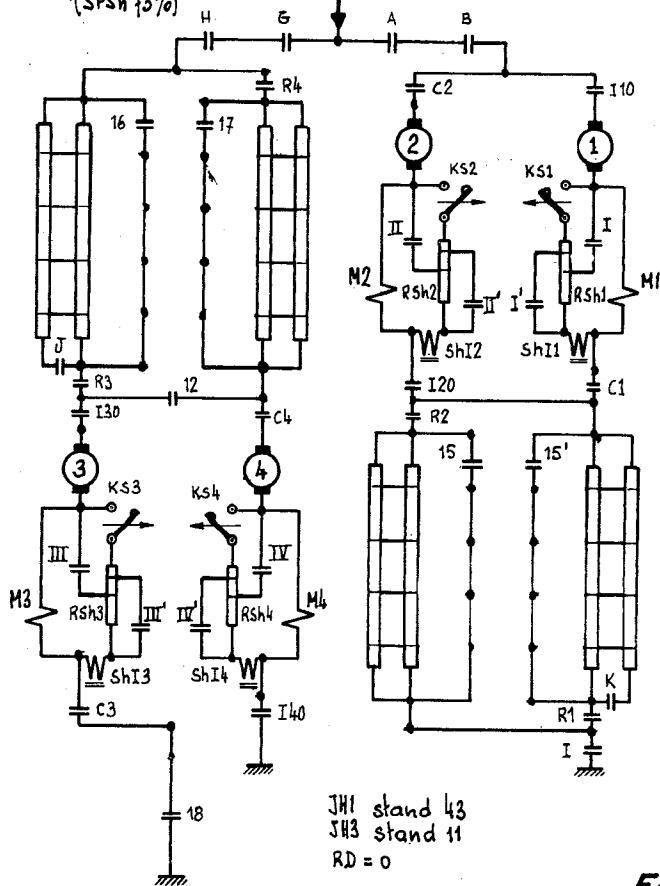 (SPSh 15%)
H G A B
R4 C2 I10
16 17
2 1
KS2 KS1
II I
M2 RSh2 II' I' RSh1 M1
J ShI2 ShI1
R3 12 I20 C1
I30 C4 R2
3 4 15 15'
KS3 KS4
III IV
M3 RSh3 III' IV' RSh4 M4
ShI3 ShI4
C3 I40 K
R1
I
18
JH1 stand 43
JH3 stand 11
RD = 0